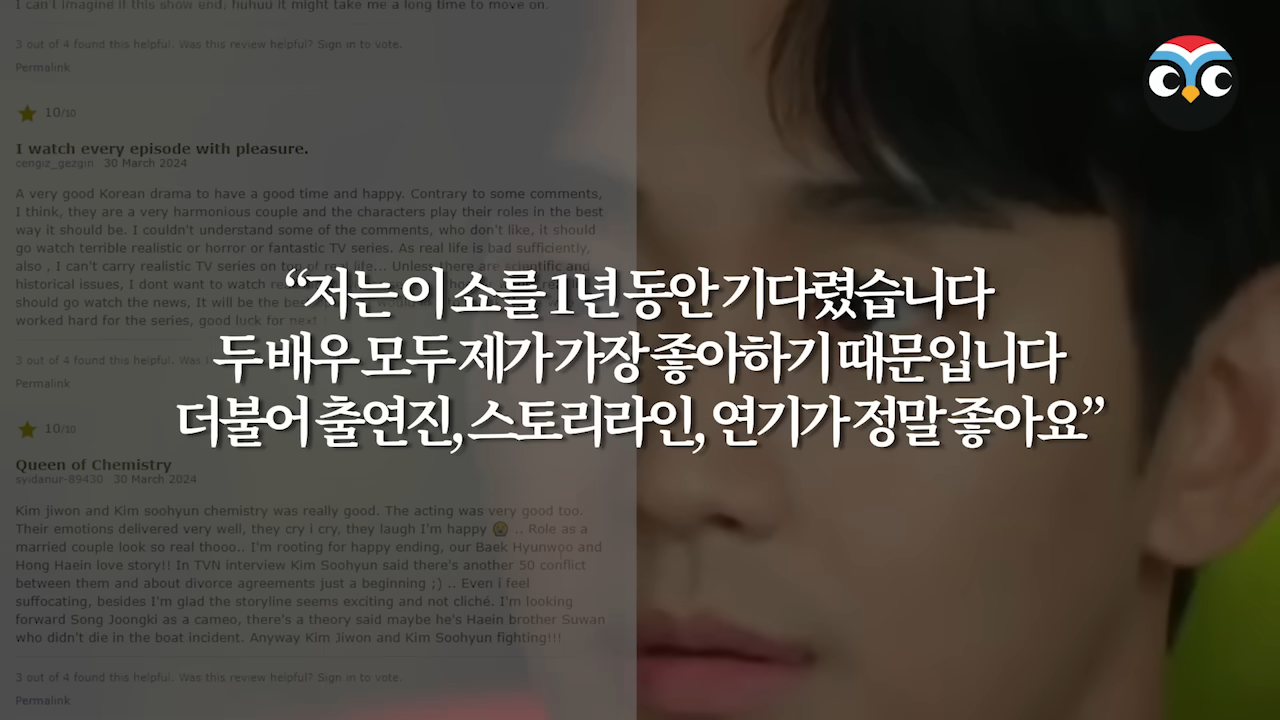 I can't imagine if this show end, huhuu it might take me a long time to move on.
3 out of 4 found this helpful. Was this review helpful? Sign in to vote.
Permalink
10/10
I watch every episode with pleasure.
cengiz_gezgin 30 March 2024
A very good Korean drama to have a good time and happy. Contrary to some comments,
I think, they are a very harmonious couple and the characters play their roles in the best
way it should be. I couldn't understand some of the comments, who don't like, it should
go watch terrible realistic or horror or fantastic TV series. As real life is bad sufficiently,
also , I can't carry realistic TV series on top of real life... Unless there are scientific and
historical issues, I dont want to watch
should go watch the news, It will be the
worked hard for the series, good luck for next
“저는 이 쇼를 1년 동안 기다렸습니다
두 배우 모두 제가 가장 좋아하기 때문입니다
더불어 출연진, 스토리라인, 연기가 정말 좋아요”
3 out of 4 found this helpful. Was
Permalink
10/10
Queen of Chemistry
syidanur-89430 30 March 2024
Kim jiwon and Kim soohyun chemistry was really good. The acting was very good too.
Their emotions delivered very well, they cry i cry, they laugh I'm happy 😭 .. Role as a
married couple look so real thooo.. I'm rooting for happy ending, our Baek Hyunwoo and
Hong Haein love story!! In TVN interview Kim Soohyun said there's another 50 conflict
between them and about divorce agreements just a beginning ;) .. Even i feel
suffocating, besides I'm glad the storyline seems exciting and not cliché. I'm looking
forward Song Joongki as a cameo, there's a theory said maybe he's Haein brother Suwan
who didn't die in the boat incident. Anyway Kim Jiwon and Kim Soohyun fighting!!!
3 out of 4 found this helpful. Was this review helpful? Sign in to vote.
Permalink